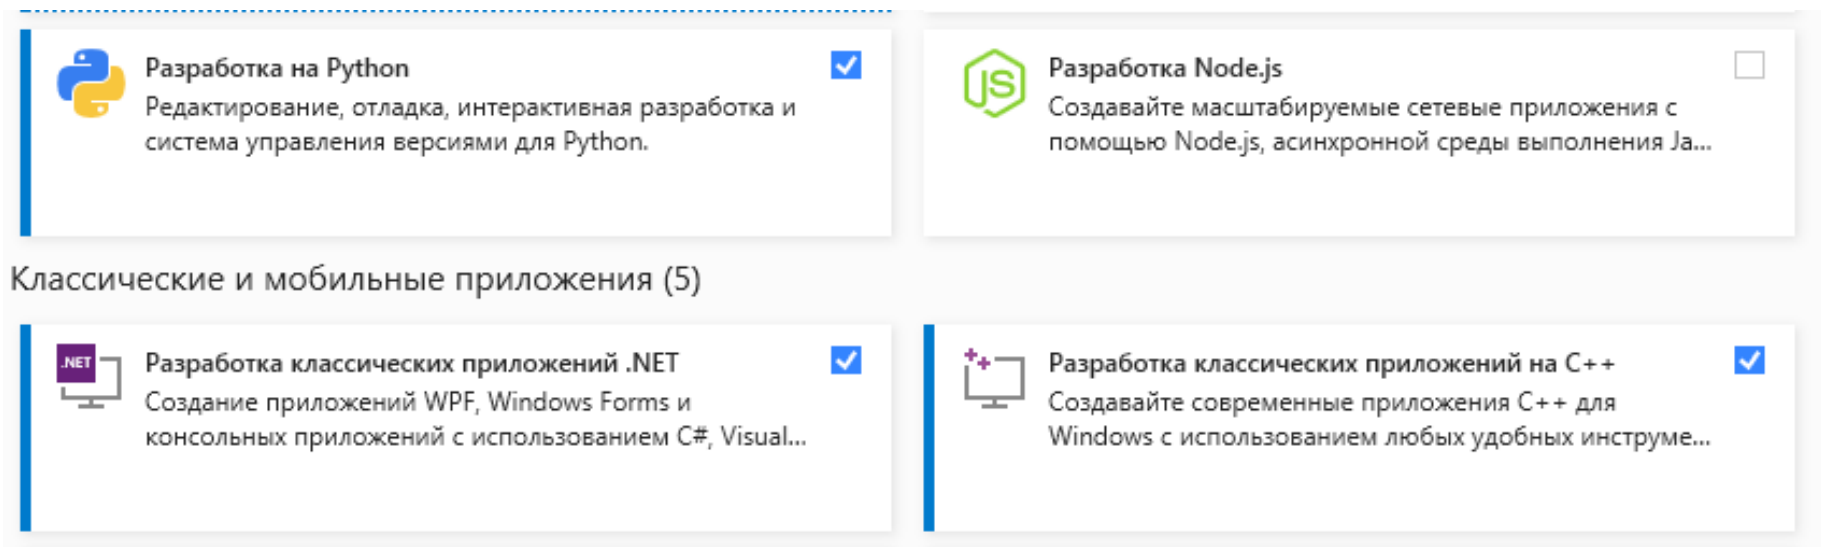 Разработка на Python
Редактирование, отладка, интерактивная разработка и
система управления версиями для Python.
JS
Разработка Node.js
Создавайте масштабируемые сетевые приложения с
помощью Node.js, асинхронной среды выполнения Ja...
Классические и мобильные приложения (5)
.NET
Разработка классических приложений .NET
Создание приложений WPF, Windows Forms и
консольных приложений с использованием C#, Visual...
Разработка классических приложений на C++
Создавайте современные приложения C++ для
Windows с использованием любых удобных инструме...